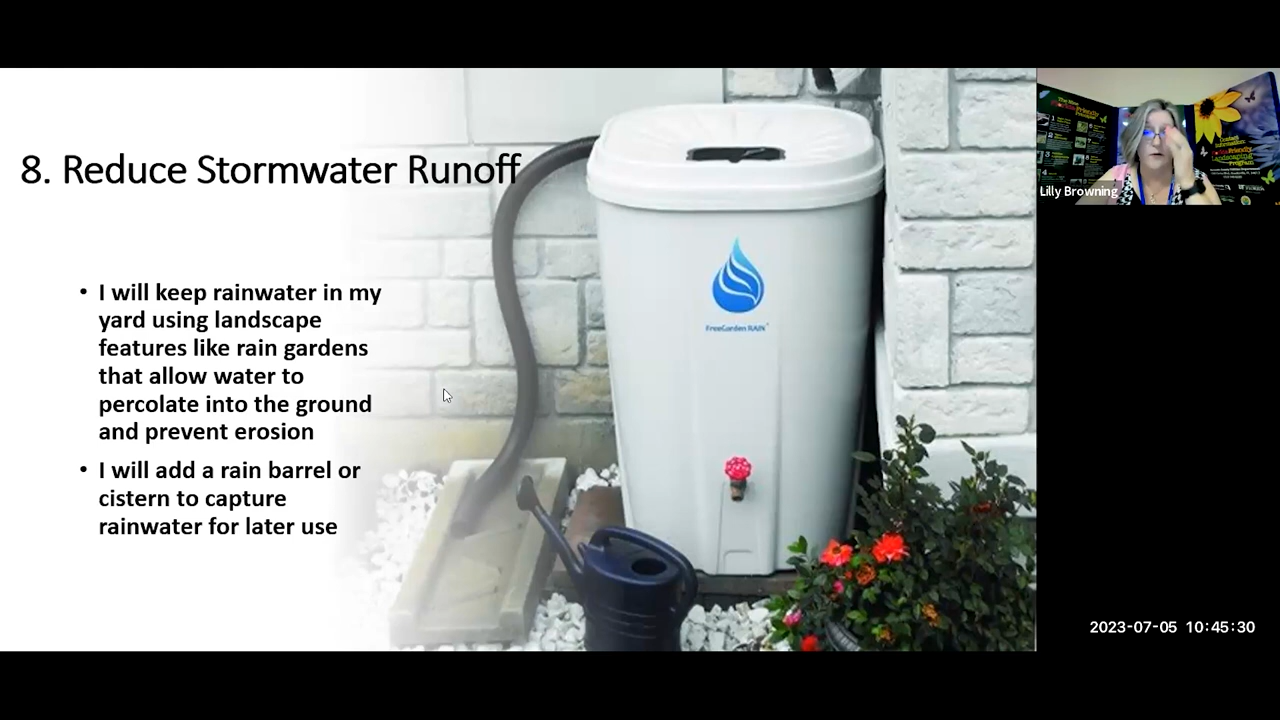 8. Reduce Stormwater Runoff
• I will keep rainwater in my
yard using landscape
features like rain gardens
that allow water to
percolate into the ground
and prevent erosion
• I will add a rain barrel or
cistern to capture
rainwater for later use
FreeGarden RAIN
Lilly Browning
2023-07-05 10:45:30